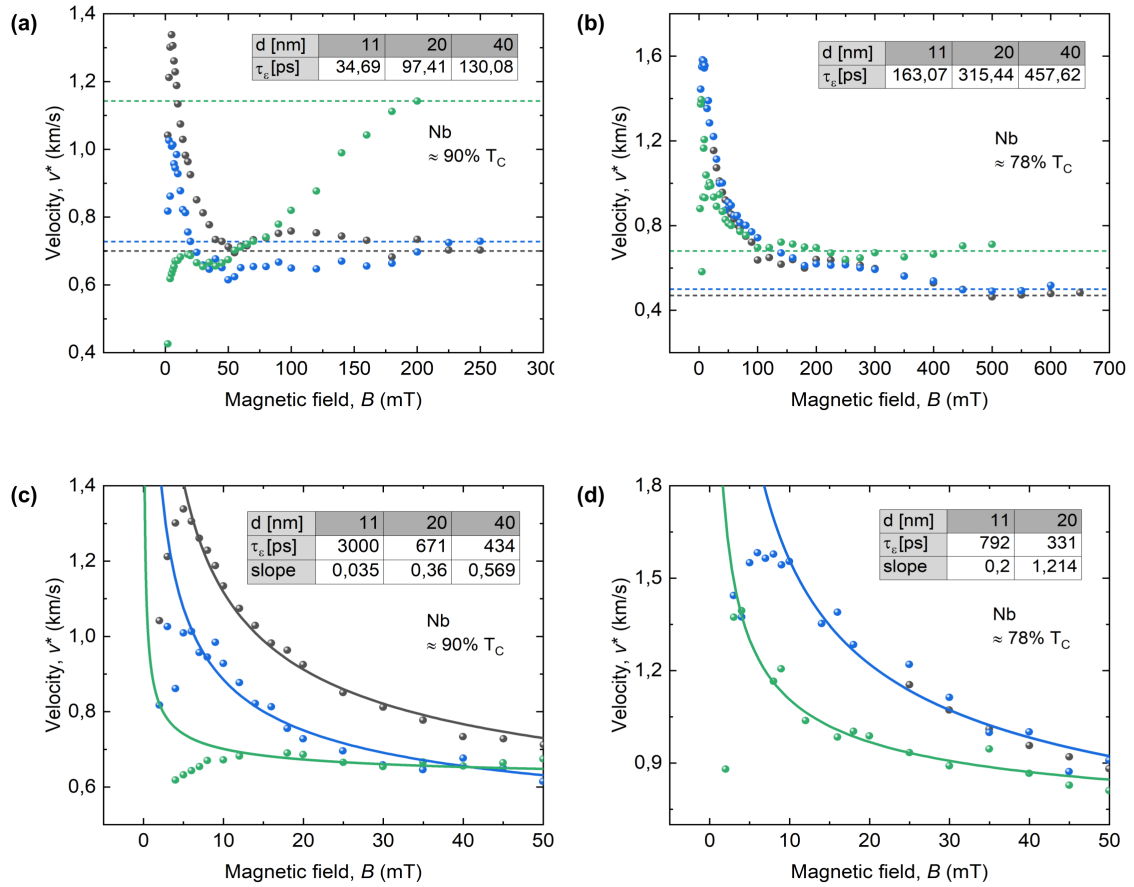 (a)
1,4
1,2
1,0
0,8
0,6
0,4
Velocity, v* (km/s)
d [nm] 11 20 40
τε[ps] 34,69 97,41 130,08
Nb
≈ 90% TC
0 50 100 150 200 250 300
Magnetic field, B (mT)
(b)
1,6
1,2
0,8
0,4
Velocity, v* (km/s)
d [nm] 11 20 40
τε[ps] 163,07 315,44 457,62
Nb
≈ 78% TC
0 100 200 300 400 500 600 700
Magnetic field, B (mT)
(c)
1,4
1,2
1,0
0,8
0,6
Velocity, v* (km/s)
d [nm] 11 20 40
τε[ps] 3000 671 434
slope 0,035 0,36 0,569
Nb
≈ 90% TC
0 10 20 30 40 50
Magnetic field, B (mT)
(d)
1,8
1,5
1,2
0,9
Velocity, v* (km/s)
d [nm] 11 20
τε[ps] 792 331
slope 0,2 1,214
Nb
≈ 78% TC
0 10 20 30 40 50
Magnetic field, B (mT)